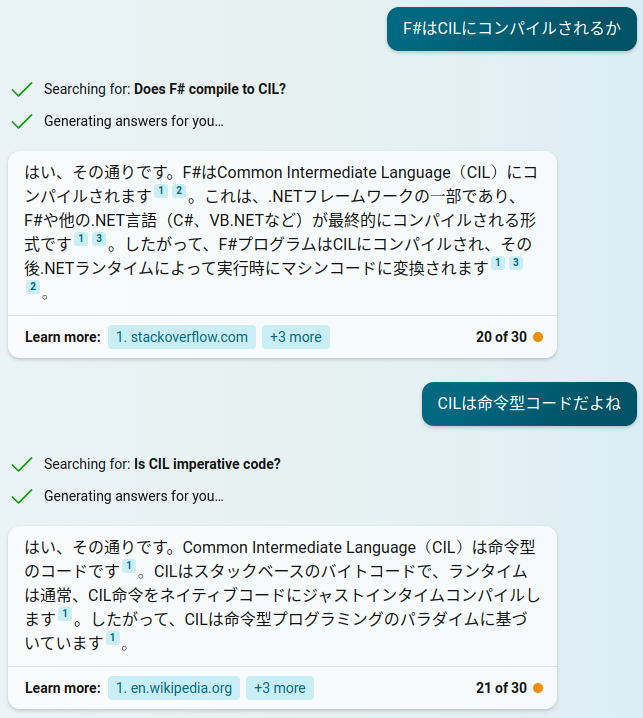 F#はCILにコンパイルされるか
Searching for: Does F# compile to CIL?
Generating answers for you…
はい、その通りです。F#はCommon Intermediate Language（CIL）にコ
ンパイルされます 1 2 。これは、.NETフレームワークの一部であり、
F#や他の.NET言語（C#、VB.NETなど）が最終的にコンパイルされる形
式です 1 3 。したがって、F#プログラムはCILにコンパイルされ、その
後.NETランタイムによって実行時にマシンコードに変換されます 1 3
2 。
Learn more: 1. stackoverflow.com +3 more 20 of 30
CILは命令型コードだよね
Searching for: Is CIL imperative code?
Generating answers for you…
はい、その通りです。Common Intermediate Language（CIL）は命令型
のコードです 1 。CILはスタックベースのバイトコードで、ランタイム
は通常、CIL命令をネイティブコードにジャストインタイムコンパイルし
ます 1 。したがって、CILは命令型プログラミングのパラダイムに基づ
いています 1 。
Learn more: 1. en.wikipedia.org +3 more 21 of 30